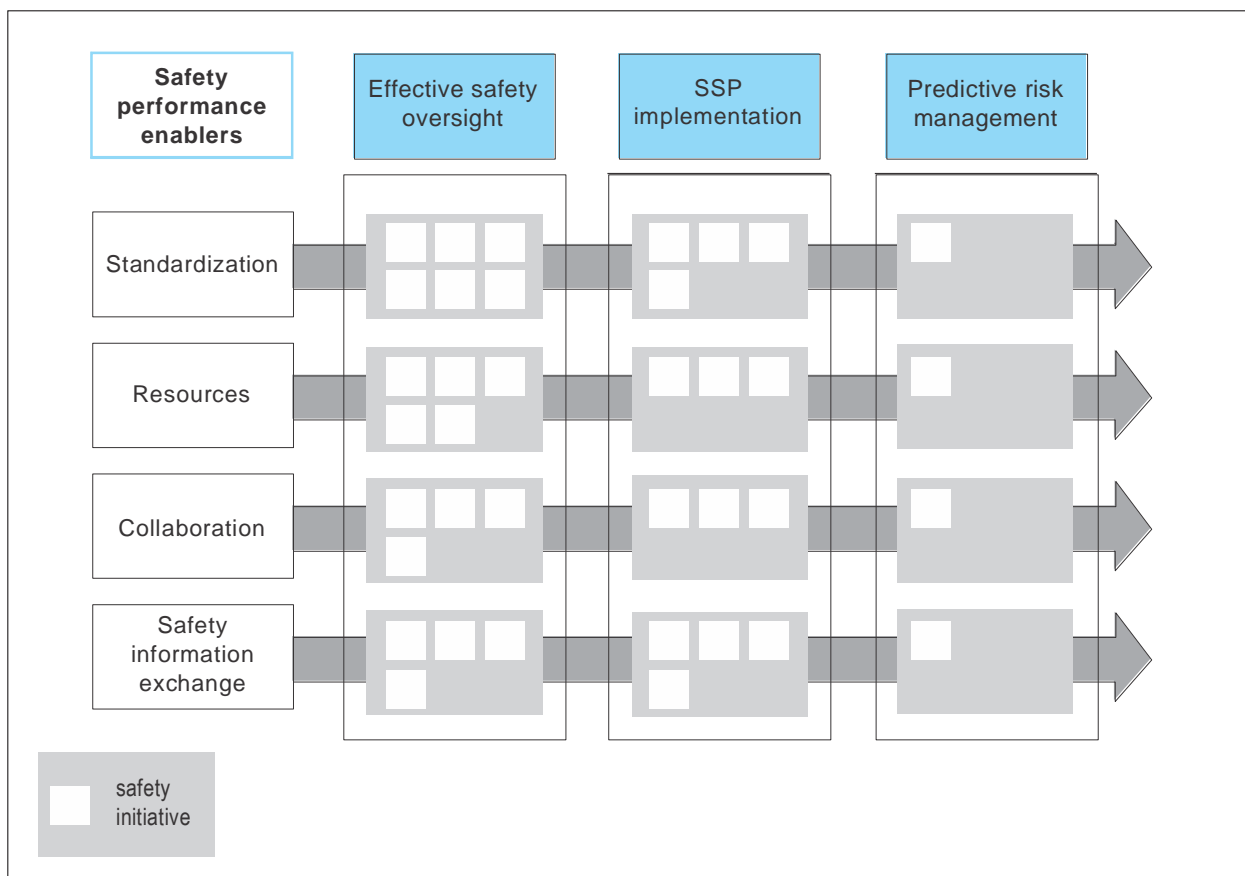 Safety
performance
enablers
Effective safety
oversight
SSP
implementation
Predictive risk
management
Standardization
Resources
Collaboration
Safety
information
exchange
safety
initiative